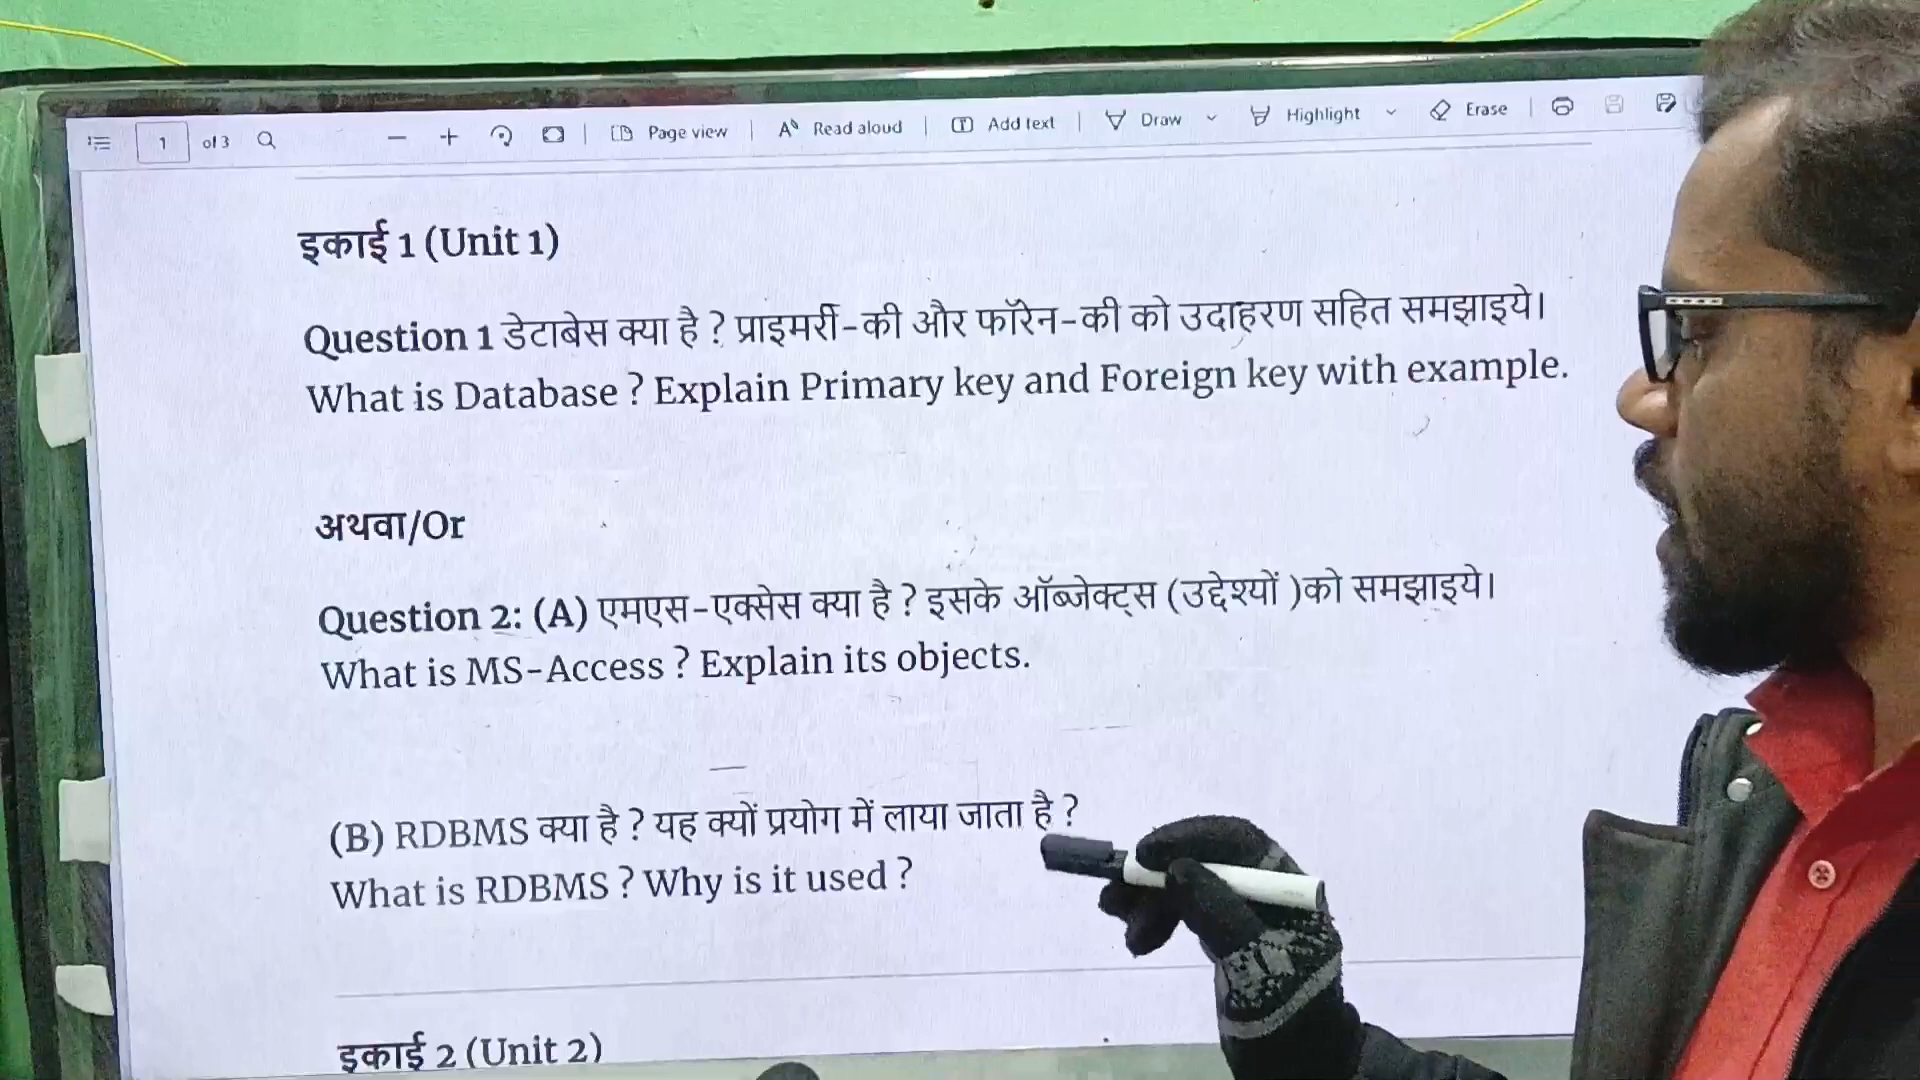 1 of 3 Page view Read aloud Add text Draw Highlight Erase
इकाई 1 (Unit 1)
Question 1 डेटाबेस क्या है ? प्राइमरी-की और फॉरेन-की को उदाहरण सहित समझाइये।
What is Database ? Explain Primary key and Foreign key with example.
अथवा/Or
Question 2: (A) एमएस-एक्सेस क्या है ? इसके ऑब्जेक्ट्स (उद्देश्यों )को समझाइये।
What is MS-Access ? Explain its objects.
(B) RDBMS क्या है ? यह क्यों प्रयोग में लाया जाता है ?
What is RDBMS ? Why is it used ?
इकाई 2 (Unit 2)